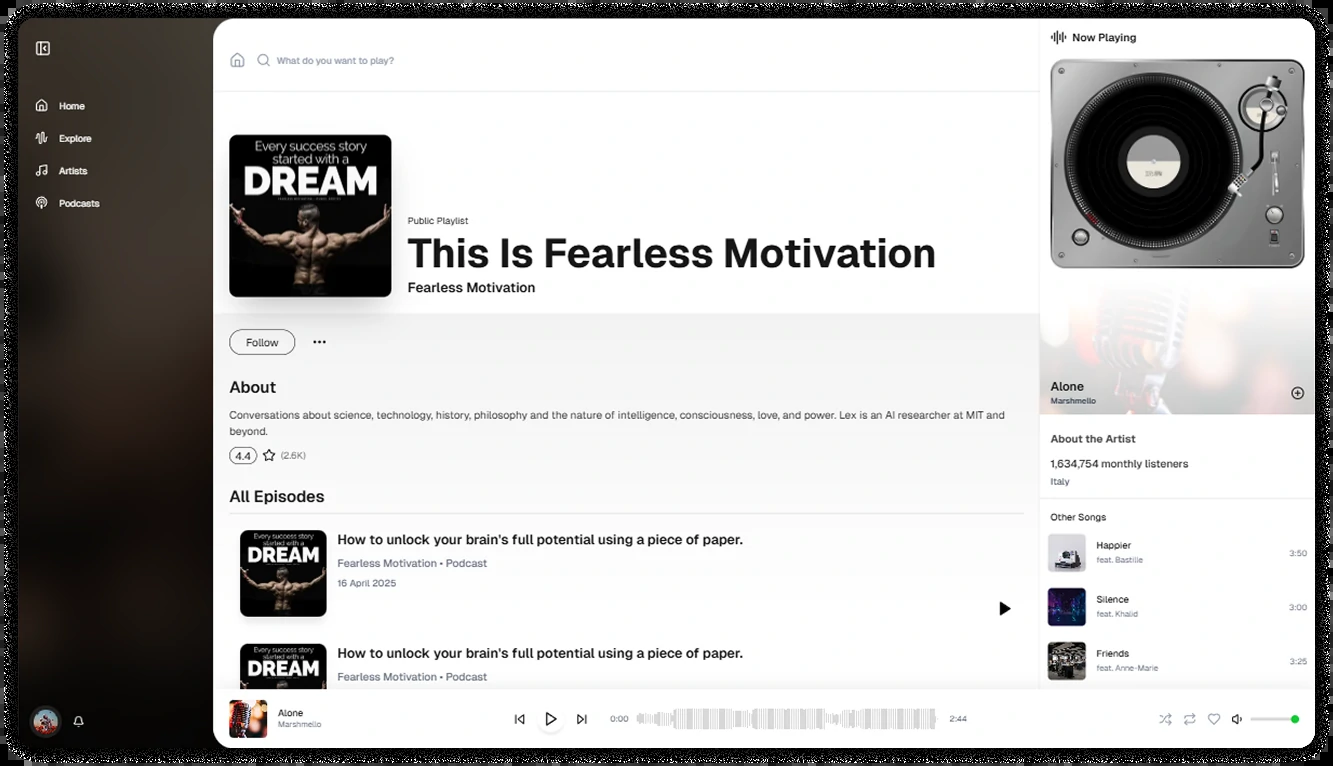 Home
Explore
Artists
Podcasts
What do you want to play?
Every success story
started with a
DREAM
Public Playlist
This Is Fearless Motivation
Fearless Motivation
Follow
About
Conversations about science, technology, history, philosophy and the nature of intelligence, consciousness, love, and power. Lex is an AI researcher at MIT and
beyond.
4.4 (2.6K)
All Episodes
Every success story
started with a
DREAM
How to unlock your brain's full potential using a piece of paper.
Fearless Motivation • Podcast
16 April 2025
Every success story
started with a
DREAM
How to unlock your brain's full potential using a piece of paper.
Fearless Motivation • Podcast
Now Playing
Alone
Marshmello
About the Artist
1,634,754 monthly listeners
Italy
Other Songs
Happier
feat. Bastille
3:50
Silence
feat. Khalid
3:00
Friends
feat. Anne-Marie
3:25
Alone
Marshmello
0:00
2:44